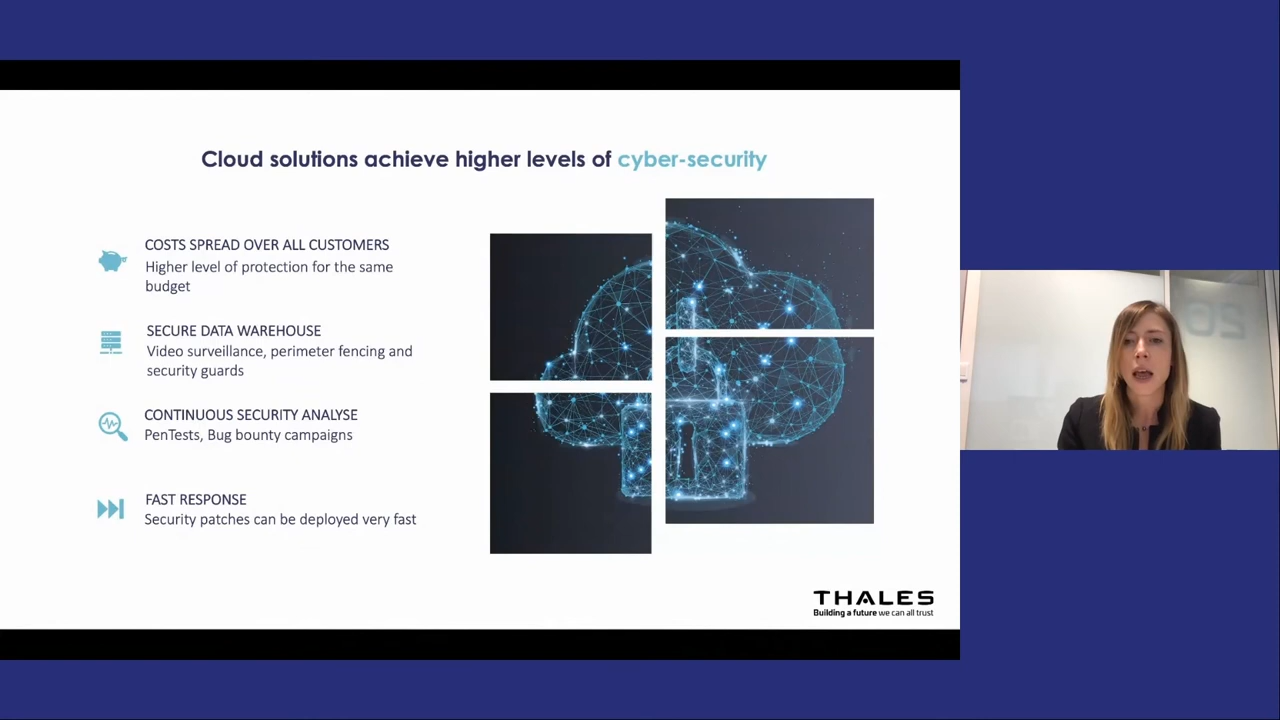 Cloud solutions achieve higher levels of cyber-security
COSTS SPREAD OVER ALL CUSTOMERS
Higher level of protection for the same
budget
SECURE DATA WAREHOUSE
Video surveillance, perimeter fencing and
security guards
CONTINUOUS SECURITY ANALYSE
PenTests, Bug bounty campaigns
FAST RESPONSE
Security patches can be deployed very fast
THALES
Building a future we can all trust